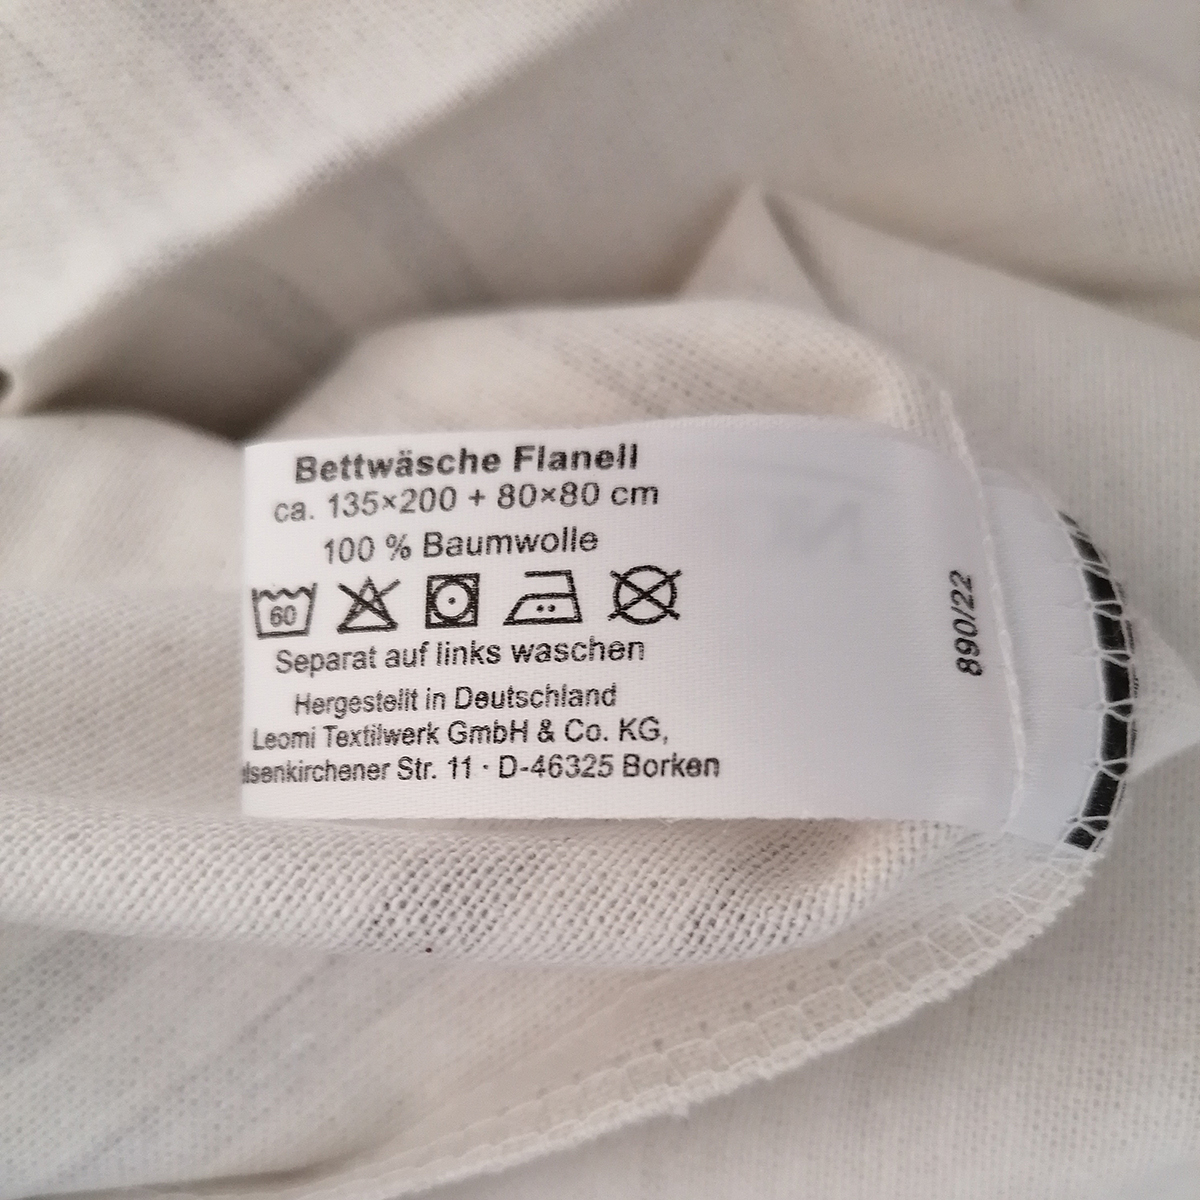 Bettwäsche Flanell
ca. 135×200 + 80×80 cm
100 % Baumwolle
60
Separat auf links waschen
Hergestellt in Deutschland
Leomi Textilwerk GmbH & Co. KG,
Str. 11 · D-46325 Borken
890/22